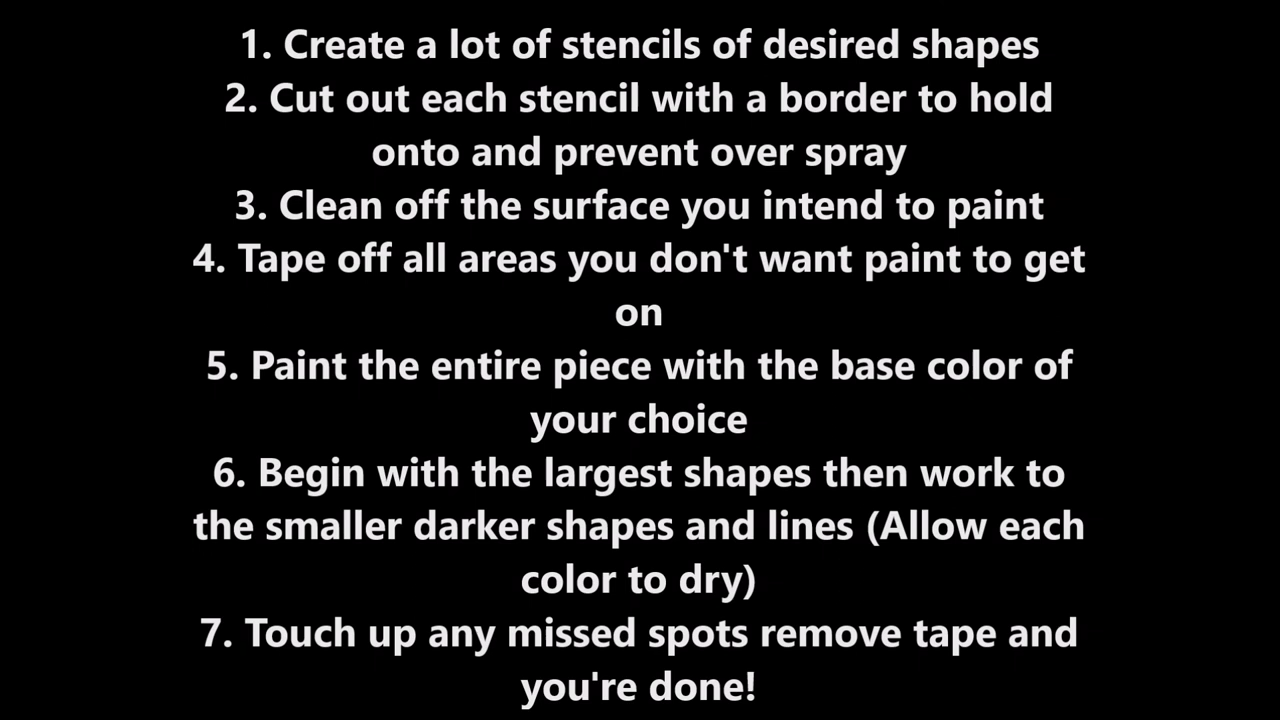 1. Create a lot of stencils of desired shapes
2. Cut out each stencil with a border to hold
onto and prevent over spray
3. Clean off the surface you intend to paint
4. Tape off all areas you don't want paint to get
on
5. Paint the entire piece with the base color of
your choice
6. Begin with the largest shapes then work to
the smaller darker shapes and lines (Allow each
color to dry)
7. Touch up any missed spots remove tape and
you're done!